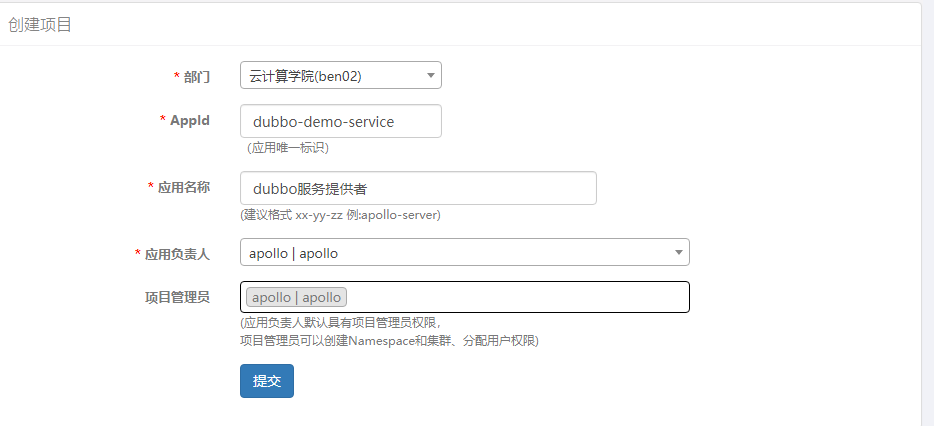 创建项目
* 部门 云计算学院(ben02)
* AppId dubbo-demo-service
(应用唯一标识)
* 应用名称 dubbo服务提供者
(建议格式 xx-yy-zz 例:apollo-server)
* 应用负责人 apollo | apollo
项目管理员 apollo | apollo
(应用负责人默认具有项目管理员权限，
项目管理员可以创建Namespace和集群、分配用户权限)
提交